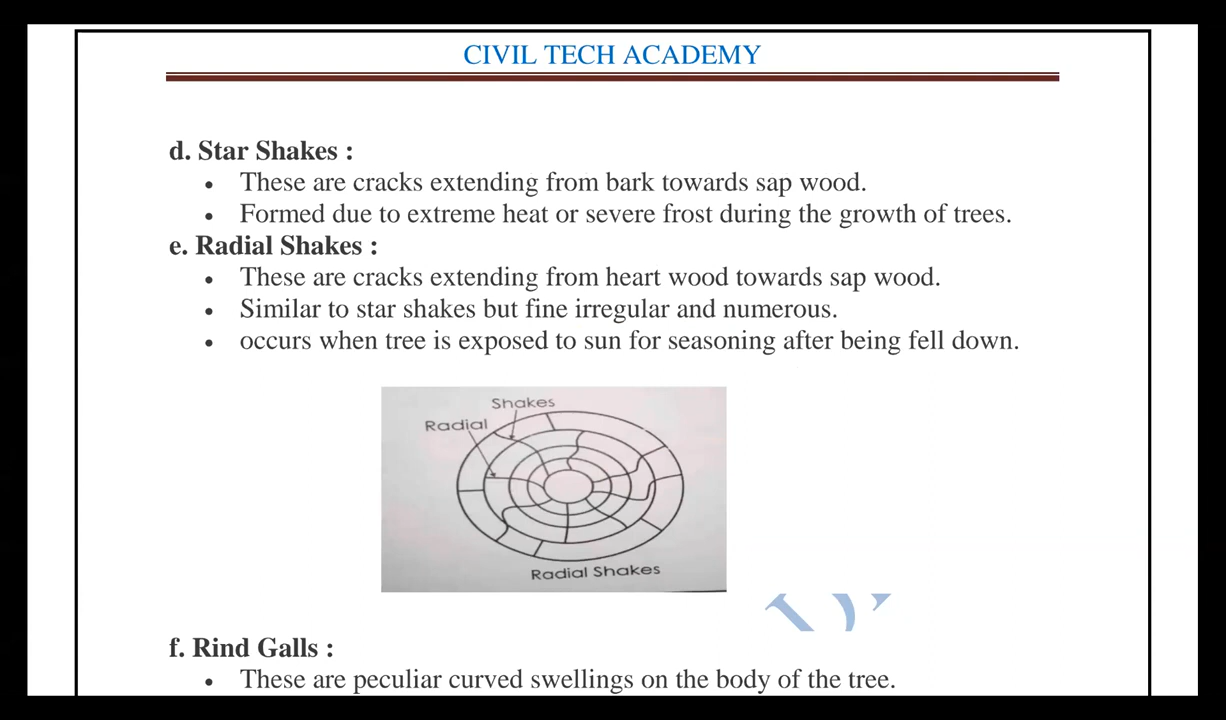 CIVIL TECH ACADEMY
d. Star Shakes :
• These are cracks extending from bark towards sap wood.
• Formed due to extreme heat or severe frost during the growth of trees.
e. Radial Shakes :
• These are cracks extending from heart wood towards sap wood.
• Similar to star shakes but fine irregular and numerous.
• occurs when tree is exposed to sun for seasoning after being fell down.
Shakes
Radial
Radial Shakes
f. Rind Galls :
• These are peculiar curved swellings on the body of the tree.